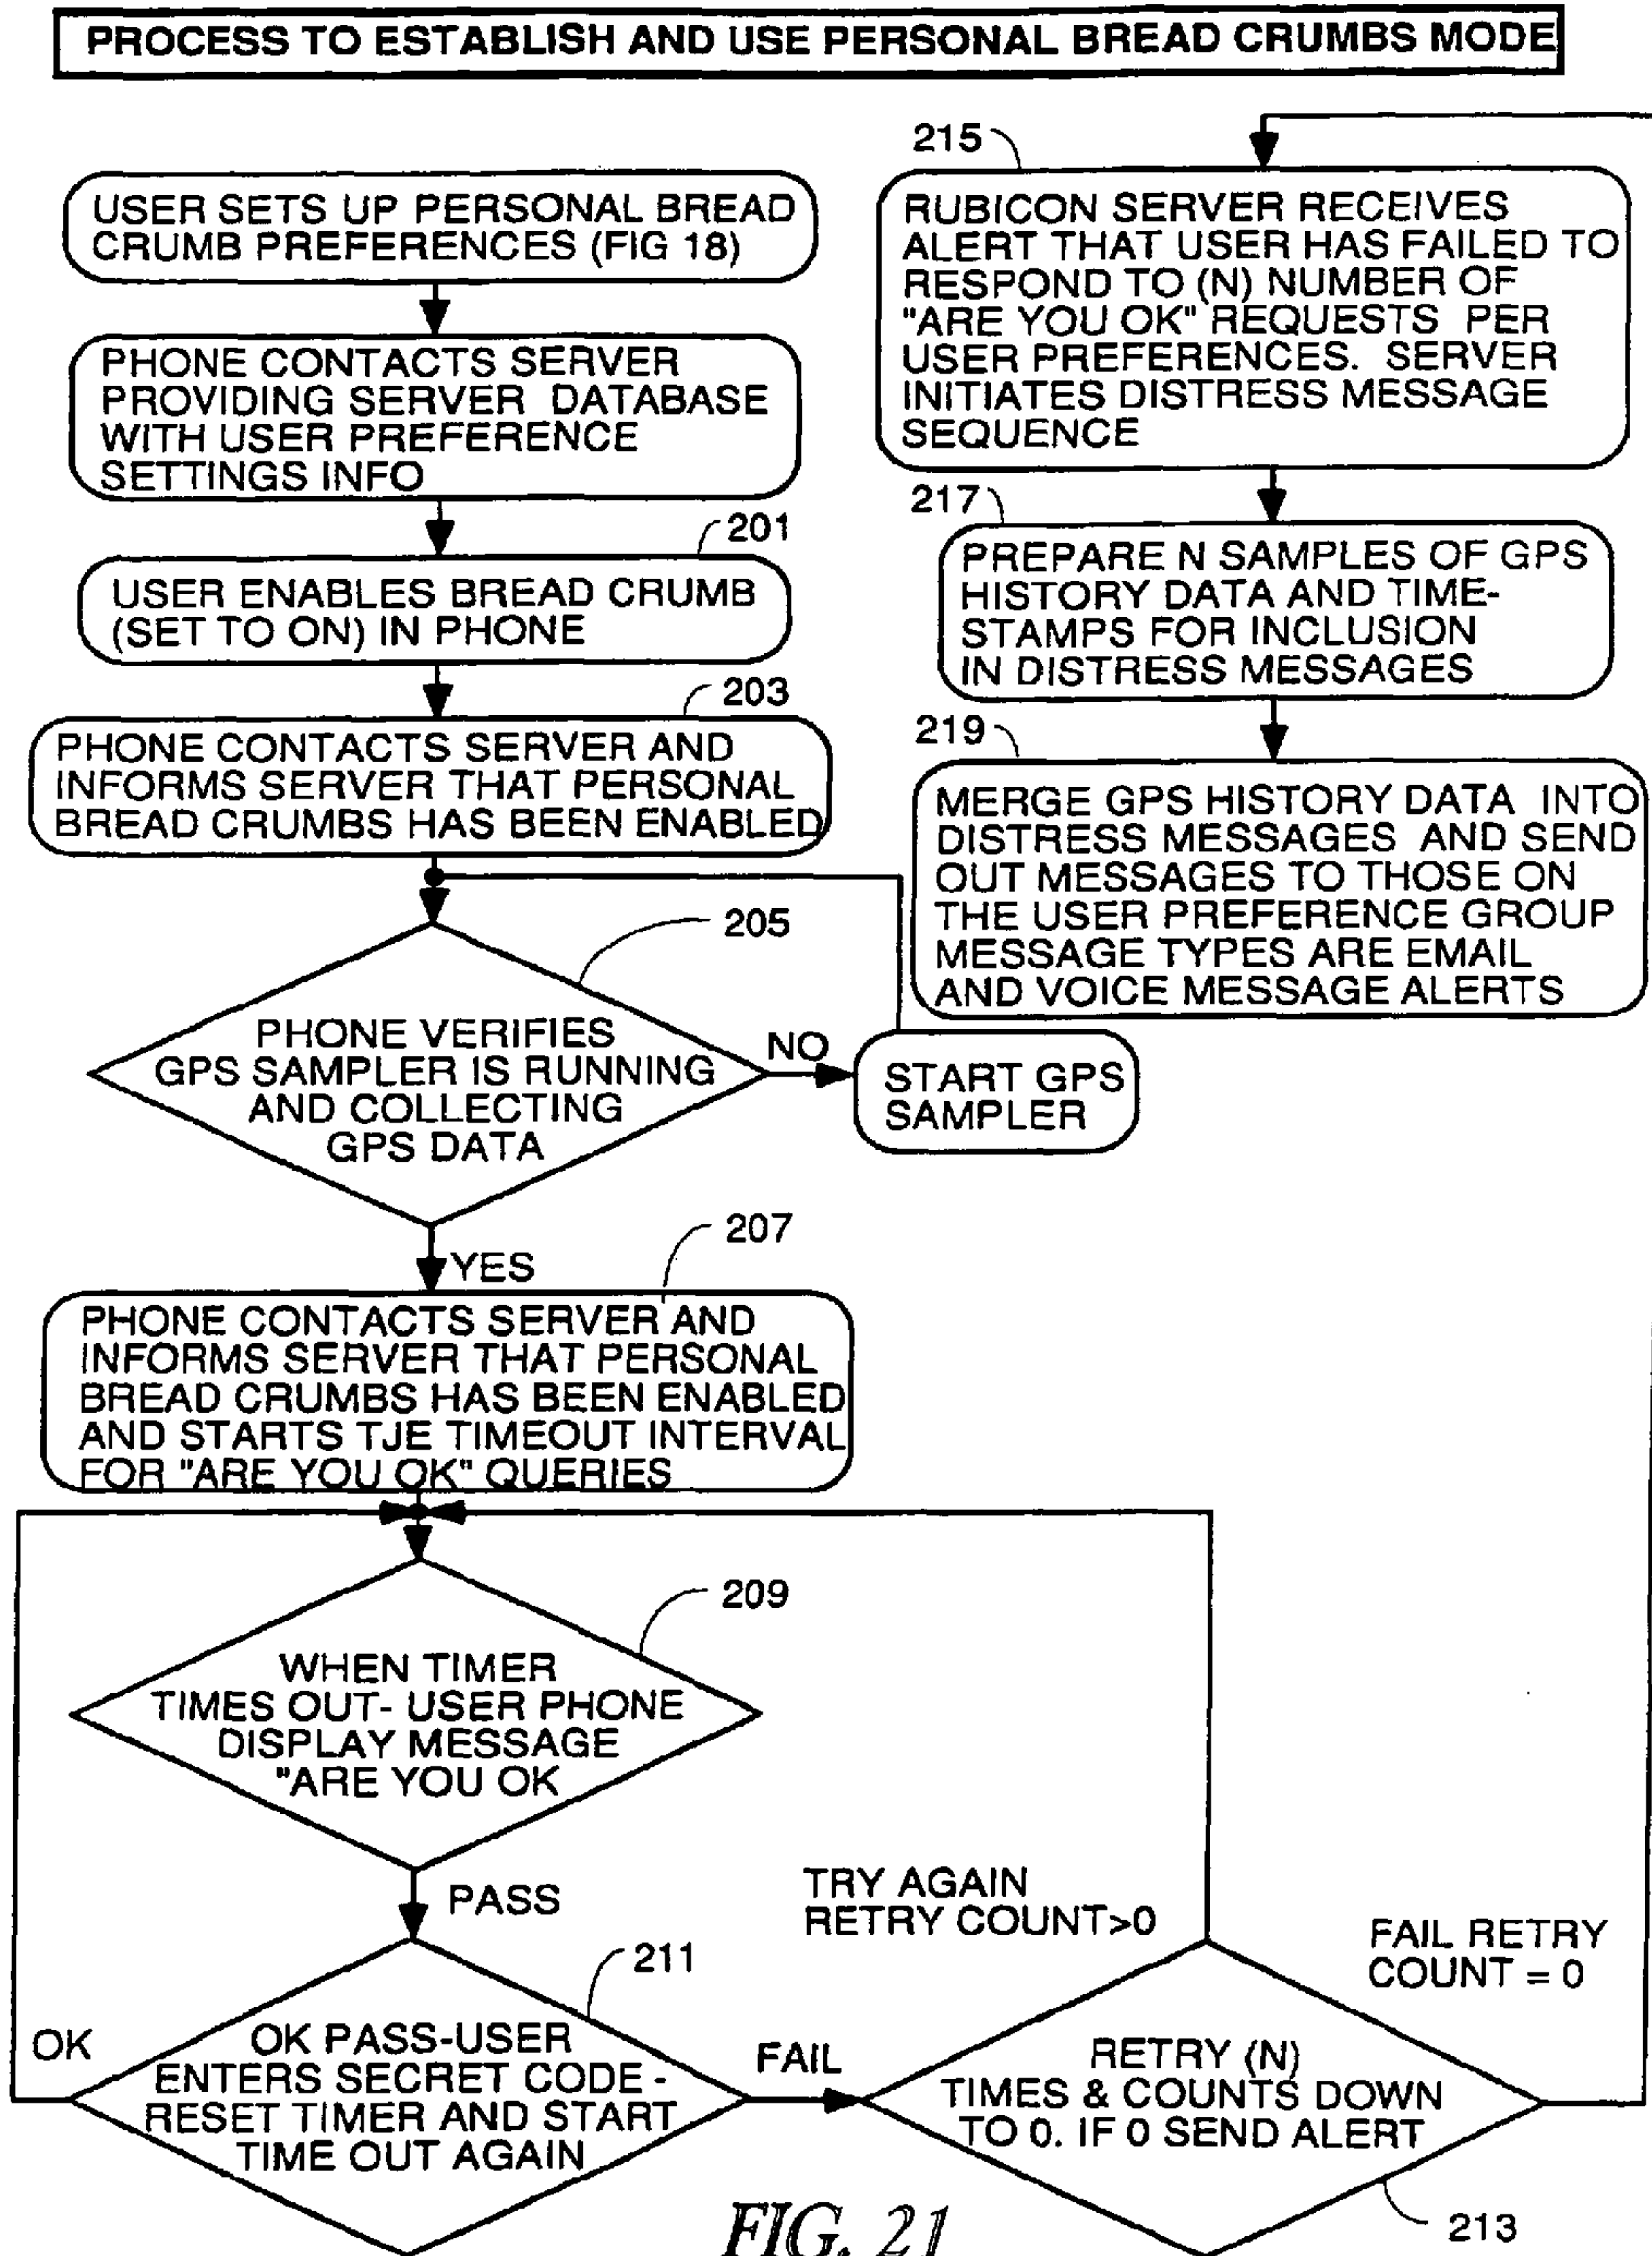 PROCESS TO ESTABLISH AND USE PERSONAL BREAD CRUMBS MODE
USER SETS UP PERSONAL BREAD
CRUMB PREFERENCES (FIG 18)
PHONE CONTACTS SERVER
PROVIDING SERVER DATABASE
WITH USER PREFERENCE
SETTINGS INFO
201
USER ENABLES BREAD CRUMB
(SET TO ON) IN PHONE
203
PHONE CONTACTS SERVER AND
INFORMS SERVER THAT PERSONAL
BREAD CRUMBS HAS BEEN ENABLED
205
PHONE VERIFIES
GPS SAMPLER IS RUNNING
AND COLLECTING
GPS DATA
NO
START GPS
SAMPLER
YES
207
PHONE CONTACTS SERVER AND
INFORMS SERVER THAT PERSONAL
BREAD CRUMBS HAS BEEN ENABLED
AND STARTS TJE TIMEOUT INTERVAL
FOR "ARE YOU OK" QUERIES
209
WHEN TIMER
TIMES OUT- USER PHONE
DISPLAY MESSAGE
"ARE YOU OK
PASS
211
OK PASS-USER
ENTERS SECRET CODE -
RESET TIMER AND START
TIME OUT AGAIN
OK
FAIL
TRY AGAIN
RETRY COUNT>0
RETRY (N)
TIMES & COUNTS DOWN
TO 0. IF 0 SEND ALERT
213
FAIL RETRY
COUNT = 0
215
RUBICON SERVER RECEIVES
ALERT THAT USER HAS FAILED TO
RESPOND TO (N) NUMBER OF
"ARE YOU OK" REQUESTS PER
USER PREFERENCES. SERVER
INITIATES DISTRESS MESSAGE
SEQUENCE
217
PREPARE N SAMPLES OF GPS
HISTORY DATA AND TIME-
STAMPS FOR INCLUSION
IN DISTRESS MESSAGES
219
MERGE GPS HISTORY DATA INTO
DISTRESS MESSAGES AND SEND
OUT MESSAGES TO THOSE ON
THE USER PREFERENCE GROUP
MESSAGE TYPES ARE EMAIL
AND VOICE MESSAGE ALERTS
FIG. 21